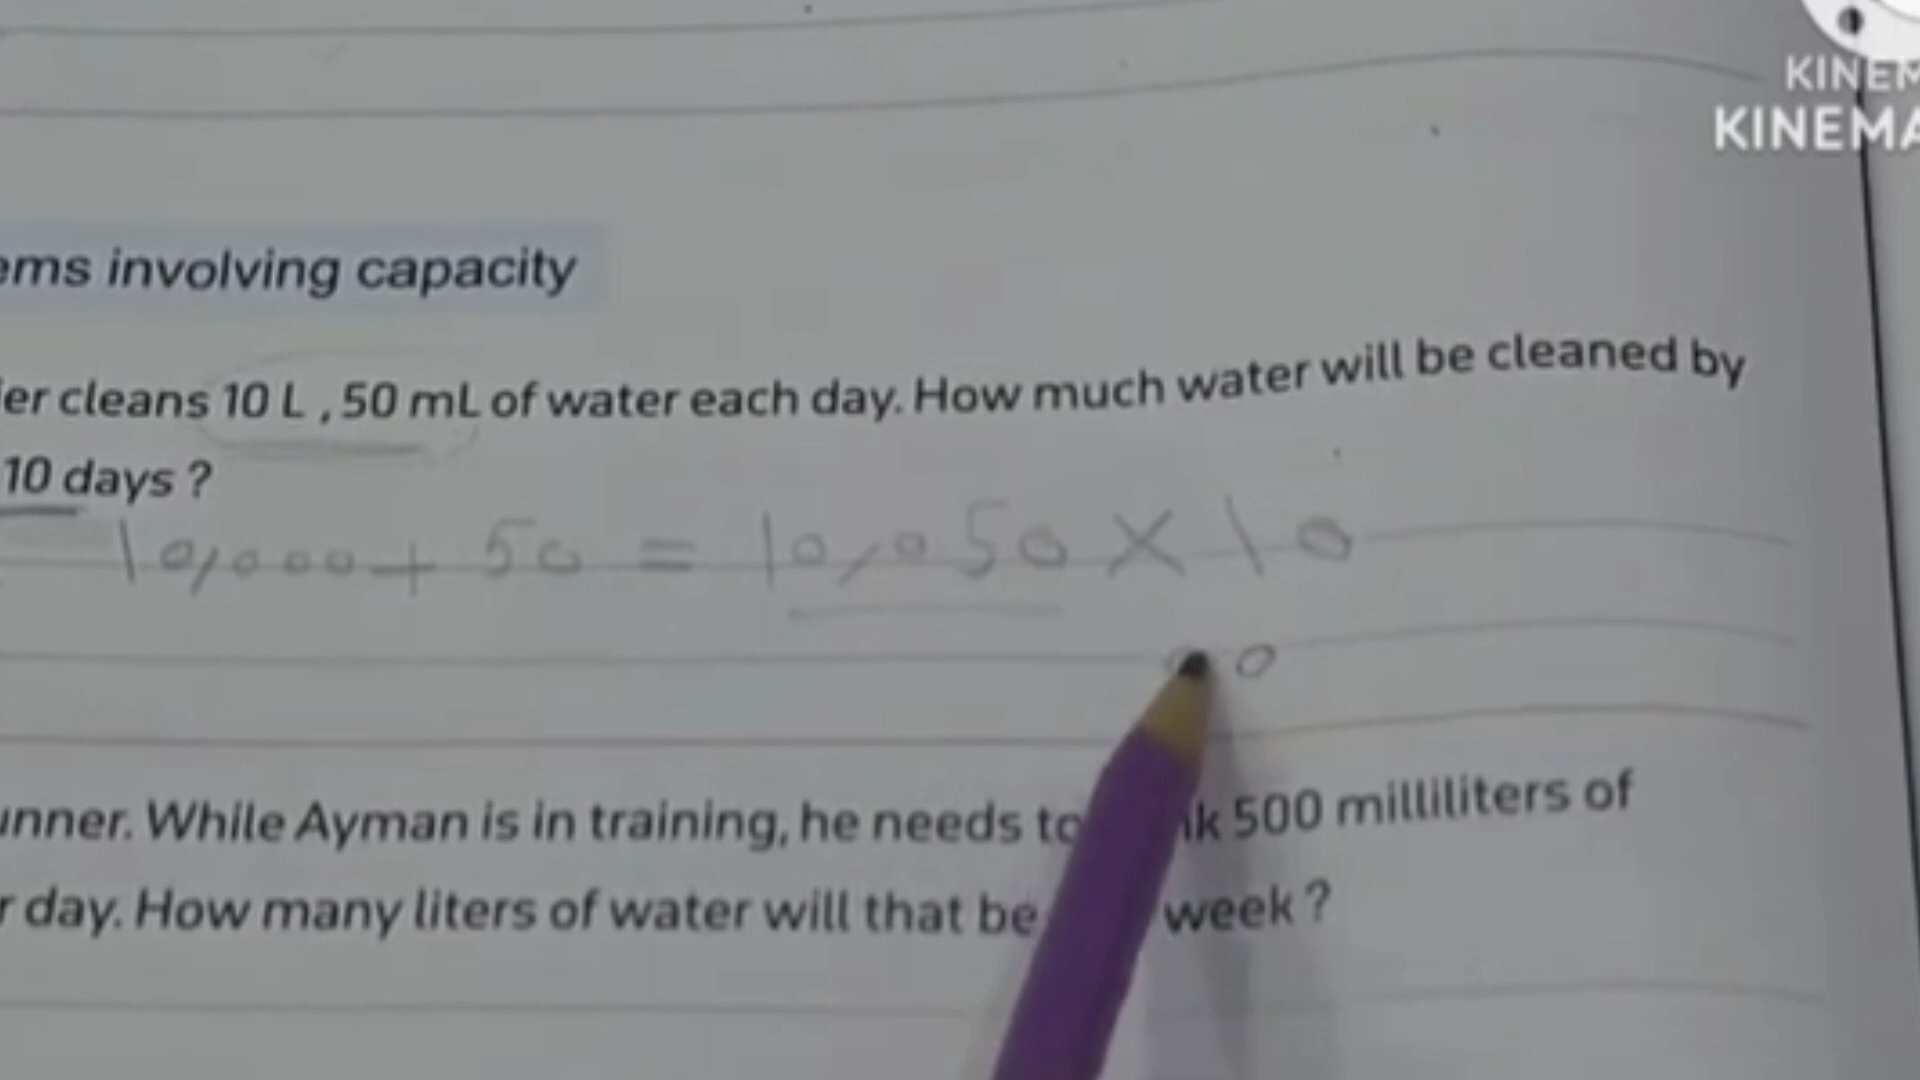 KINEM
KINEMA
ems involving capacity
er cleans 10 L , 50 mL of water each day. How much water will be cleaned by
10 days ?
10,000 + 50 = 10,050 × 10
0
unner. While Ayman is in training, he needs to 500 milliliters of
r day. How many liters of water will that be week ?